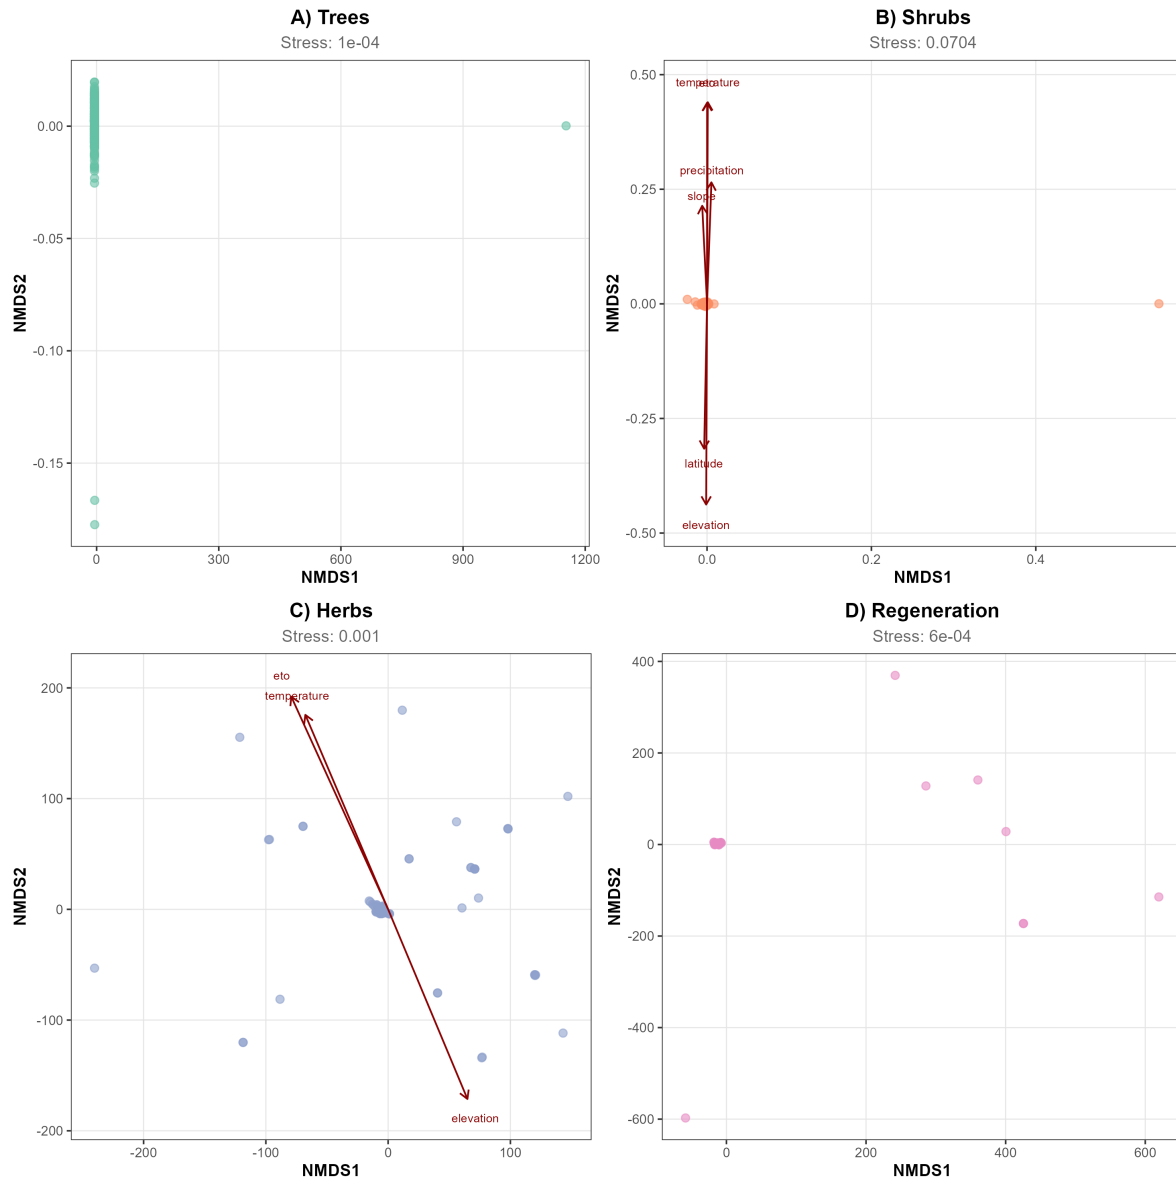 A) Trees
Stress: 1e-04
0.00
-0.05
-0.10
-0.15
NMDS2
0 300 600 900 1200
NMDS1
B) Shrubs
Stress: 0.0704
0.50
0.25
0.00
-0.25
-0.50
NMDS2
temperature
eto
precipitation
slope
latitude
elevation
0.0 0.2 0.4
NMDS1
C) Herbs
Stress: 0.001
200
100
0
-100
-200
NMDS2
eto
temperature
elevation
-200 -100 0 100
NMDS1
D) Regeneration
Stress: 6e-04
400
200
0
-200
-400
-600
NMDS2
0 200 400 600
NMDS1